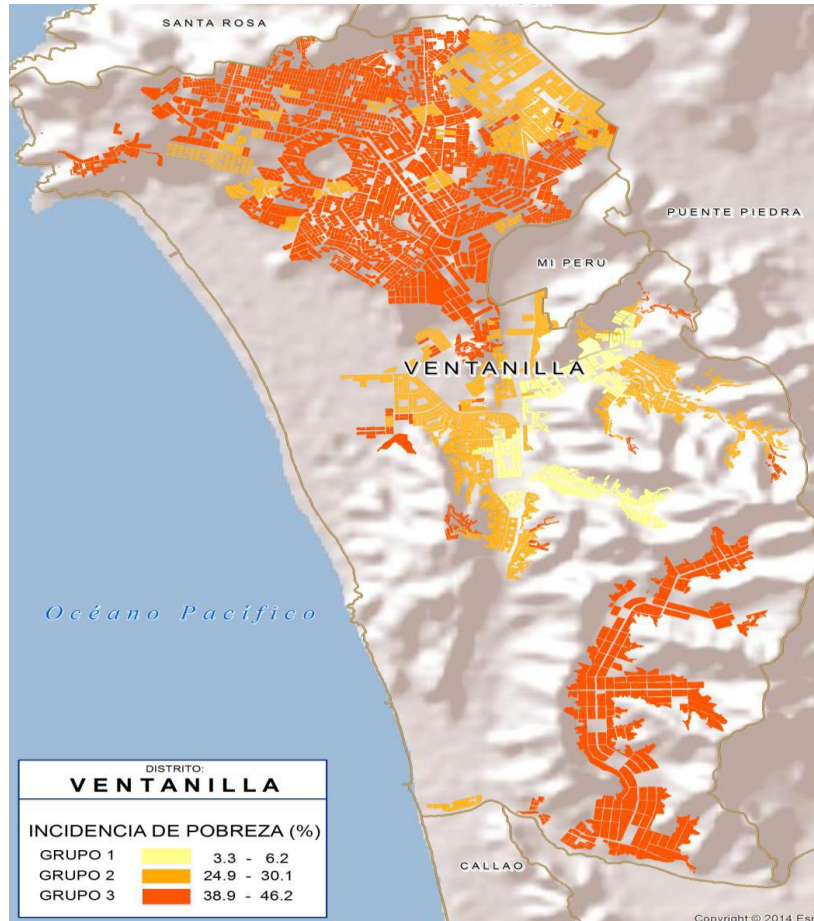 SANTA ROSA
PUENTE PIEDRA
MI PERU
VENTANILLA
Océano Pacífico
DISTRITO:
VENTANILLA
INCIDENCIA DE POBREZA (%)
GRUPO 1 3.3 - 6.2
GRUPO 2 24.9 - 30.1
GRUPO 3 38.9 - 46.2
CALLAO
Copyright © 2014 Esr